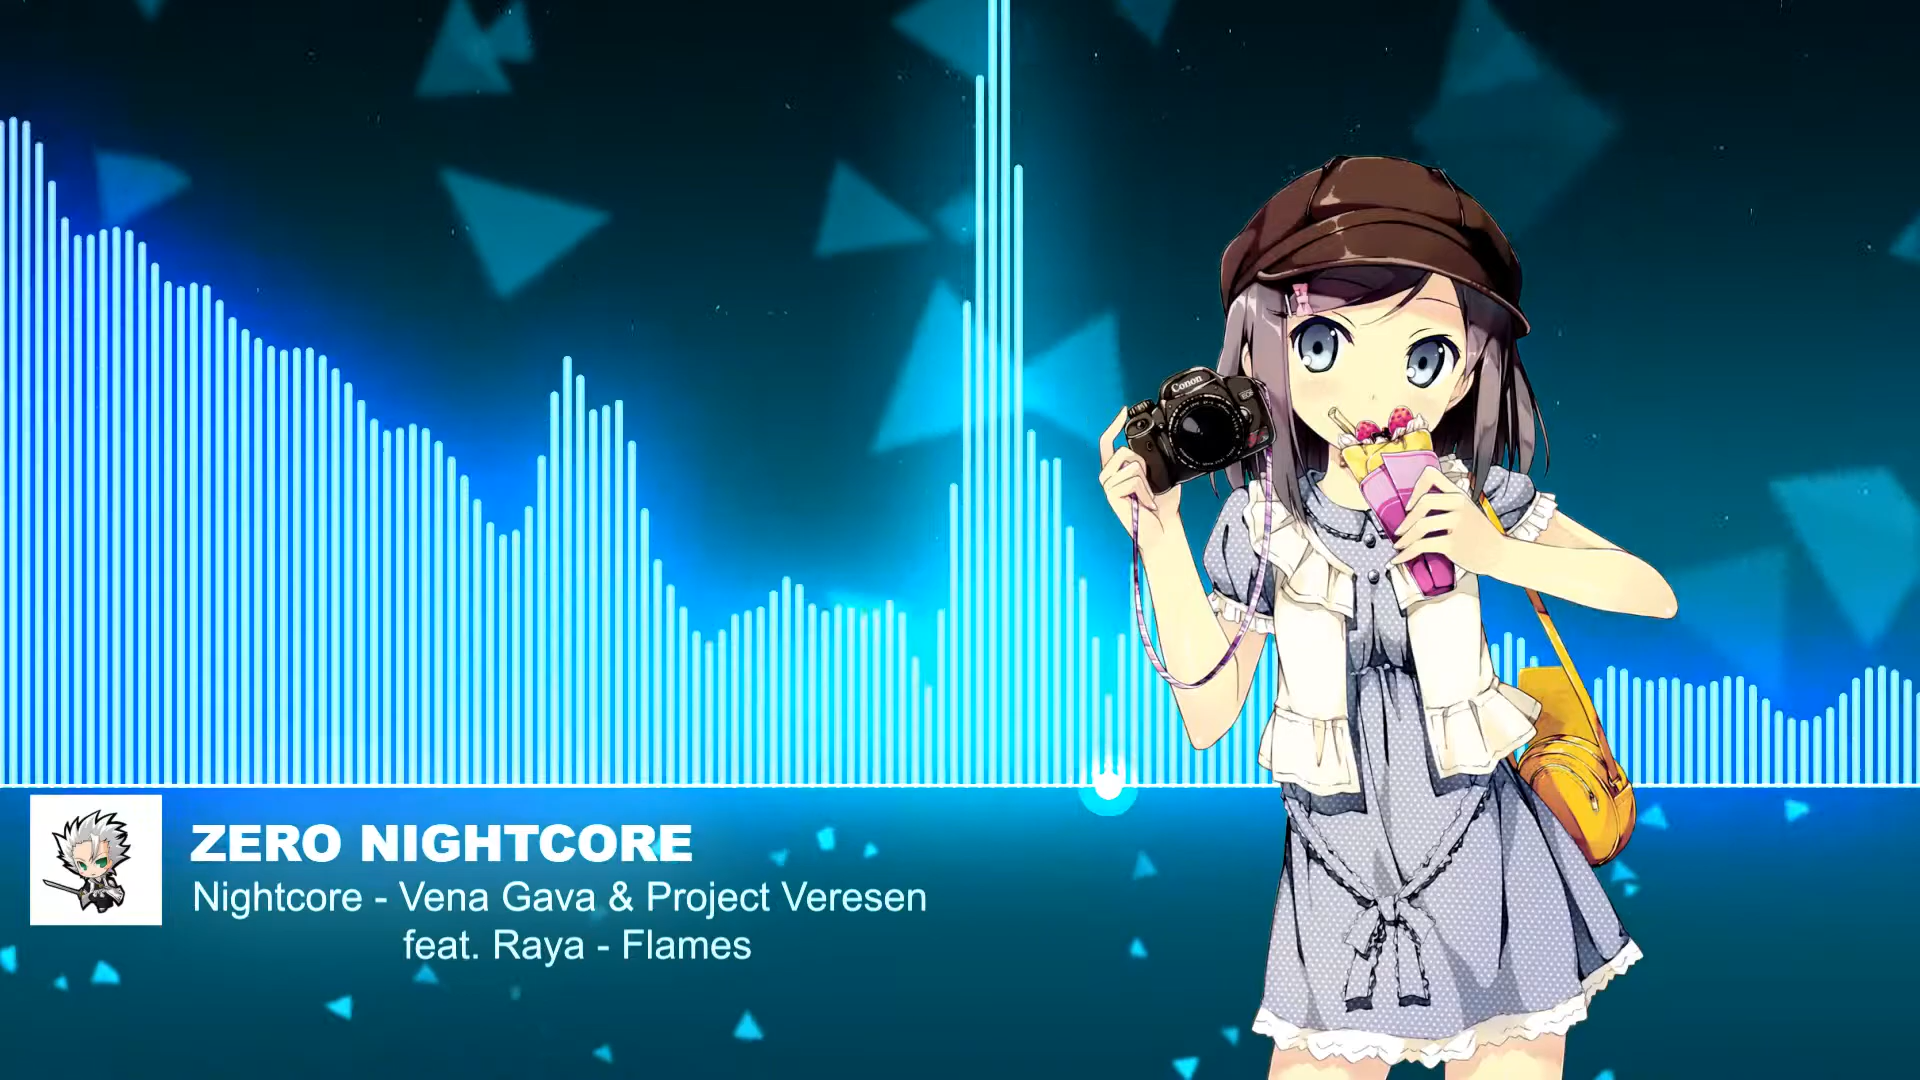 Conon
ZERO NIGHTCORE
Nightcore - Vena Gava & Project Veresen
feat. Raya - Flames